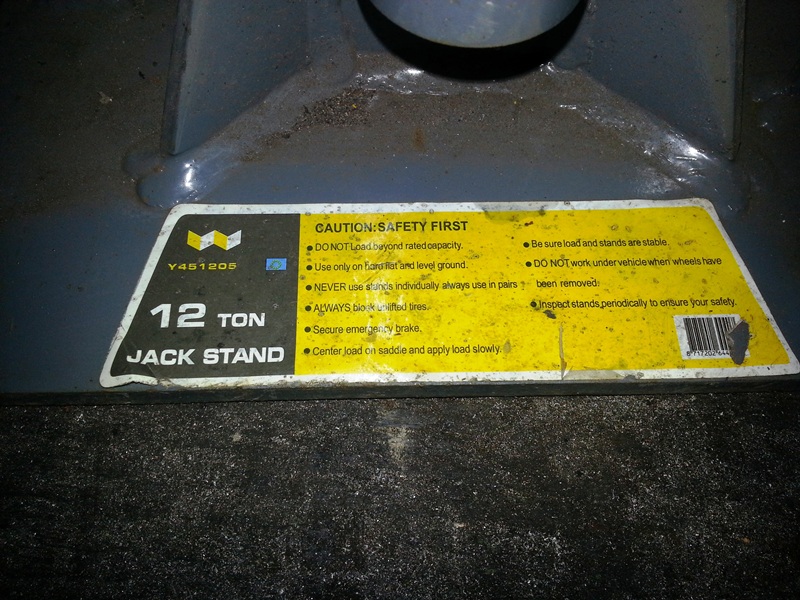 Y451205
12 TON
JACK STAND
CAUTION:SAFETY FIRST
● DO NOT Load beyond rated capacity.
● Use only on hard flat and level ground.
● NEVER use stands individually always use in pairs
● ALWAYS block uplifted tires.
● Secure emergency brake.
● Center load on saddle and apply load slowly.
● Be sure load and stands are stable.
● DO NOT work under vehicle when wheels have
been removed.
● Inspect stands periodically to ensure your safety.